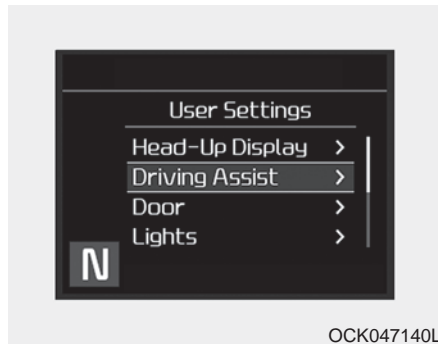 User Settings
Head-Up Display >
Driving Assist >
Door >
Lights >
N
OCK047140L